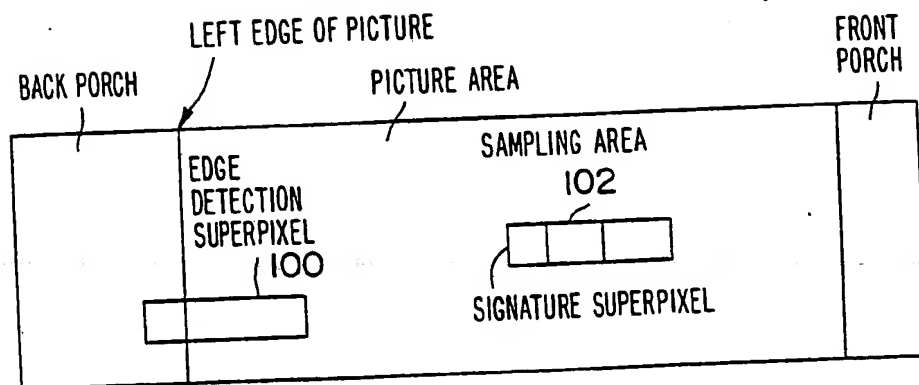 LEFT EDGE OF PICTURE
FRONT
PORCH
BACK PORCH
PICTURE AREA
SAMPLING AREA
102
EDGE
DETECTION
SUPERPIXEL
100
SIGNATURE SUPERPIXEL